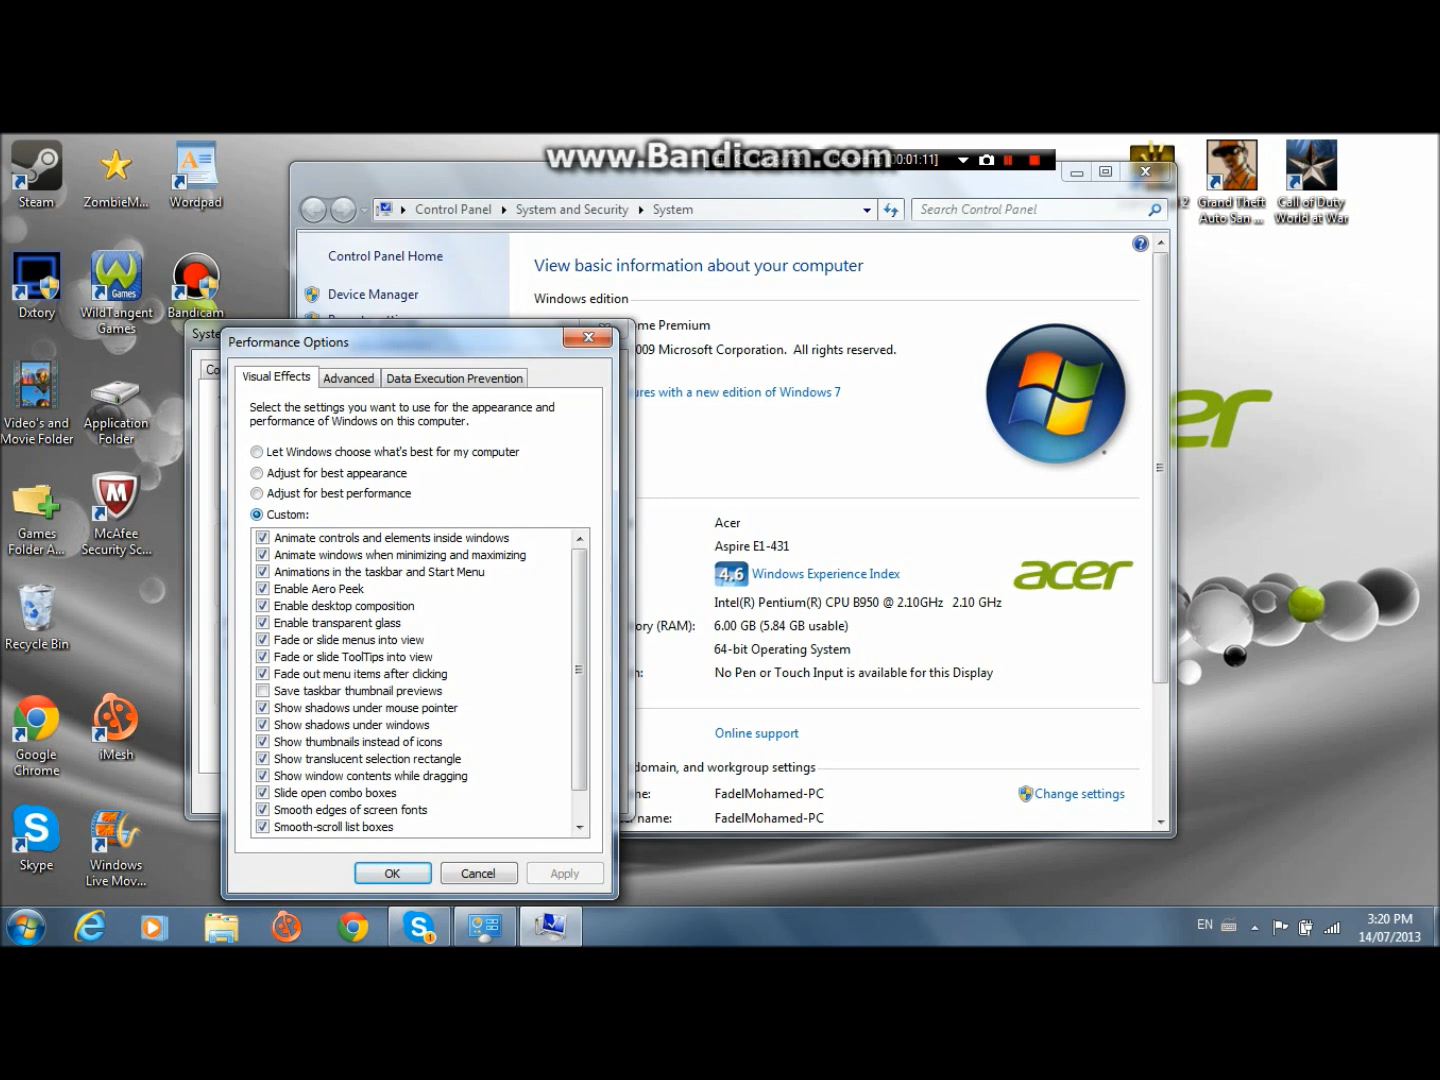 www.Bandicam.com
[00:01:11]
Steam
ZombieM...
Wordpad
Grand Theft
Auto San ...
Call of Duty
World at War
Control Panel
System and Security
System
Search Control Panel
Control Panel Home
Device Manager
View basic information about your computer
Windows edition
me Premium
009 Microsoft Corporation. All rights reserved.
ures with a new edition of Windows 7
Dxtory
WildTangent
Games
Bandicam
Video's and
Movie Folder
Application
Folder
Games
Folder A...
McAfee
Security Sc...
Recycle Bin
Google
Chrome
iMesh
Skype
Windows
Live Mov...
Syste
Co
Performance Options
Visual Effects
Advanced
Data Execution Prevention
Select the settings you want to use for the appearance and
performance of Windows on this computer.
Let Windows choose what's best for my computer
Adjust for best appearance
Adjust for best performance
Custom:
Animate controls and elements inside windows
Animate windows when minimizing and maximizing
Animations in the taskbar and Start Menu
Enable Aero Peek
Enable desktop composition
Enable transparent glass
Fade or slide menus into view
Fade or slide ToolTips into view
Fade out menu items after clicking
Save taskbar thumbnail previews
Show shadows under mouse pointer
Show shadows under windows
Show thumbnails instead of icons
Show translucent selection rectangle
Show window contents while dragging
Slide open combo boxes
Smooth edges of screen fonts
Smooth-scroll list boxes
OK
Cancel
Apply
Acer
Aspire E1-431
4.6 Windows Experience Index
Intel(R) Pentium(R) CPU B950 @ 2.10GHz 2.10 GHz
ory (RAM):
6.00 GB (5.84 GB usable)
64-bit Operating System
No Pen or Touch Input is available for this Display
acer
er
Online support
domain, and workgroup settings
me:
FadelMohamed-PC
Change settings
r name:
FadelMohamed-PC
EN
3:20 PM
14/07/2013